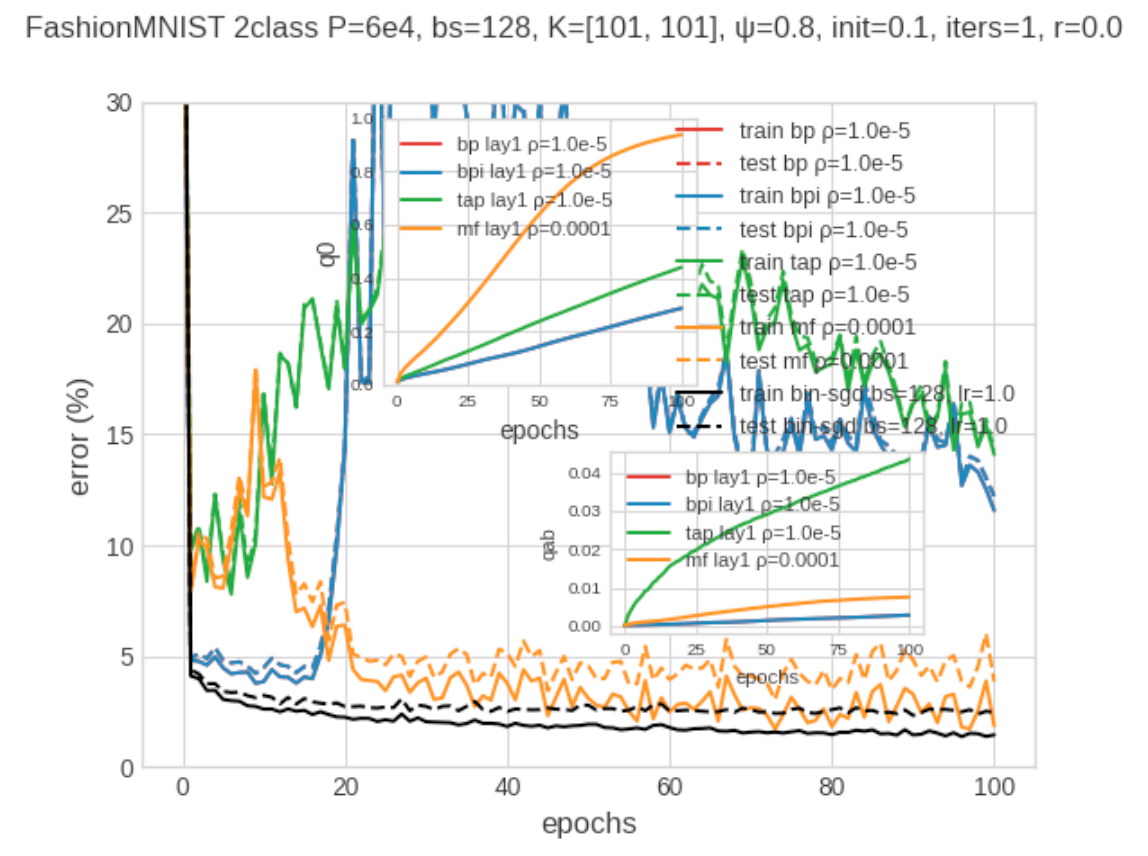 FashionMNIST 2class P=6e4, bs=128, K=[101, 101], ψ=0.8, init=0.1, iters=1, r=0.0
error (%)
30
25
20
15
10
5
0
0
20
40
60
80
100
epochs
q0
1.0
0.8
0.6
0.4
0.2
0.0
bp lay1 ρ=1.0e-5
bpi lay1 ρ=1.0e-5
tap lay1 ρ=1.0e-5
mf lay1 ρ=0.0001
0
25
50
75
100
epochs
train bp ρ=1.0e-5
test bp ρ=1.0e-5
train bpi ρ=1.0e-5
test bpi ρ=1.0e-5
train tap ρ=1.0e-5
test tap ρ=1.0e-5
train mf ρ=0.0001
test mf ρ=0.0001
train bin-sgd bs=128, lr=1.0
test bin-sgd bs=128, lr=1.0
qab
0.04
0.03
0.02
0.01
0.00
bp lay1 ρ=1.0e-5
bpi lay1 ρ=1.0e-5
tap lay1 ρ=1.0e-5
mf lay1 ρ=0.0001
0
25
50
75
100
epochs